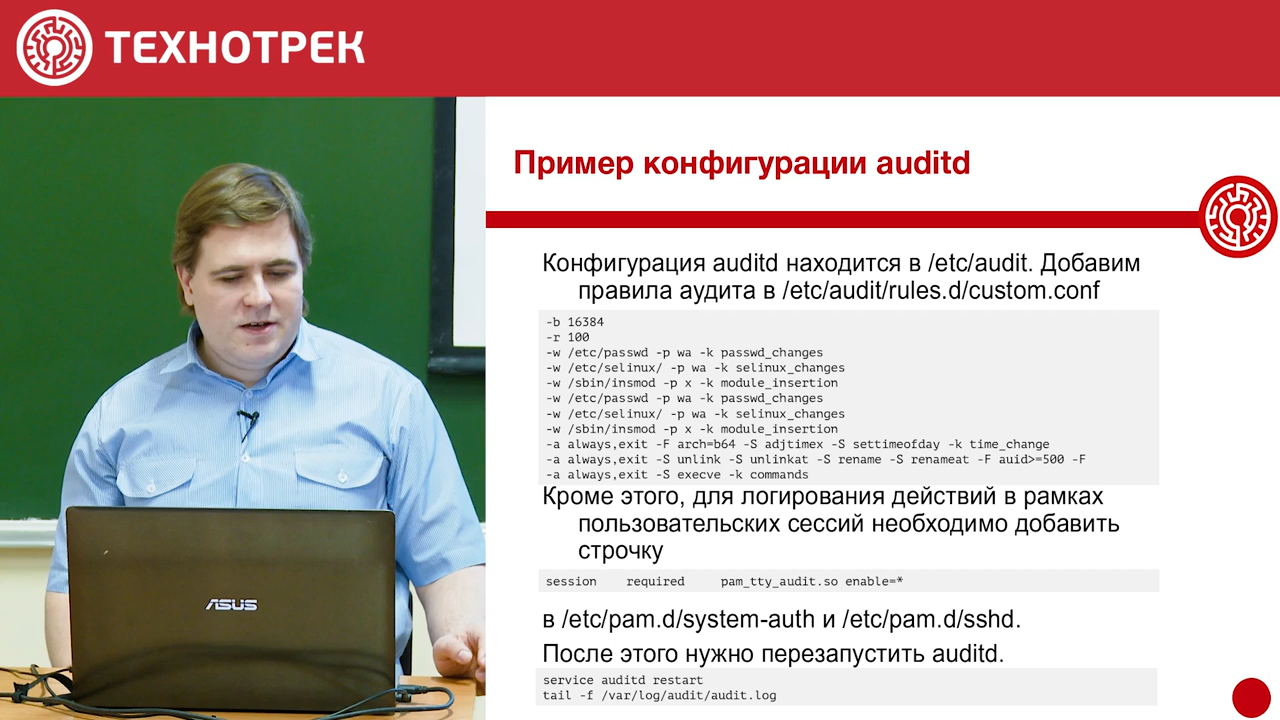 ТЕХНОТРЕК
Пример конфигурации auditd
Конфигурация auditd находится в /etc/audit. Добавим
правила аудита в /etc/audit/rules.d/custom.conf
-b 16384
-r 100
-w /etc/passwd -p wa -k passwd_changes
-w /etc/selinux/ -p wa -k selinux_changes
-w /sbin/insmod -p x -k module_insertion
-w /etc/passwd -p wa -k passwd_changes
-w /etc/selinux/ -p wa -k selinux_changes
-w /sbin/insmod -p x -k module_insertion
-a always,exit -F arch=b64 -S adjtimex -S settimeofday -k time_change
-a always,exit -S unlink -S unlinkat -S rename -S renameat -F auid>=500 -F
-a always,exit -S execve -k commands
Кроме этого, для логирования действий в рамках
пользовательских сессий необходимо добавить
строчку
session required pam_tty_audit.so enable=*
в /etc/pam.d/system-auth и /etc/pam.d/sshd.
После этого нужно перезапустить auditd.
service auditd restart
tail -f /var/log/audit/audit.log
ASUS